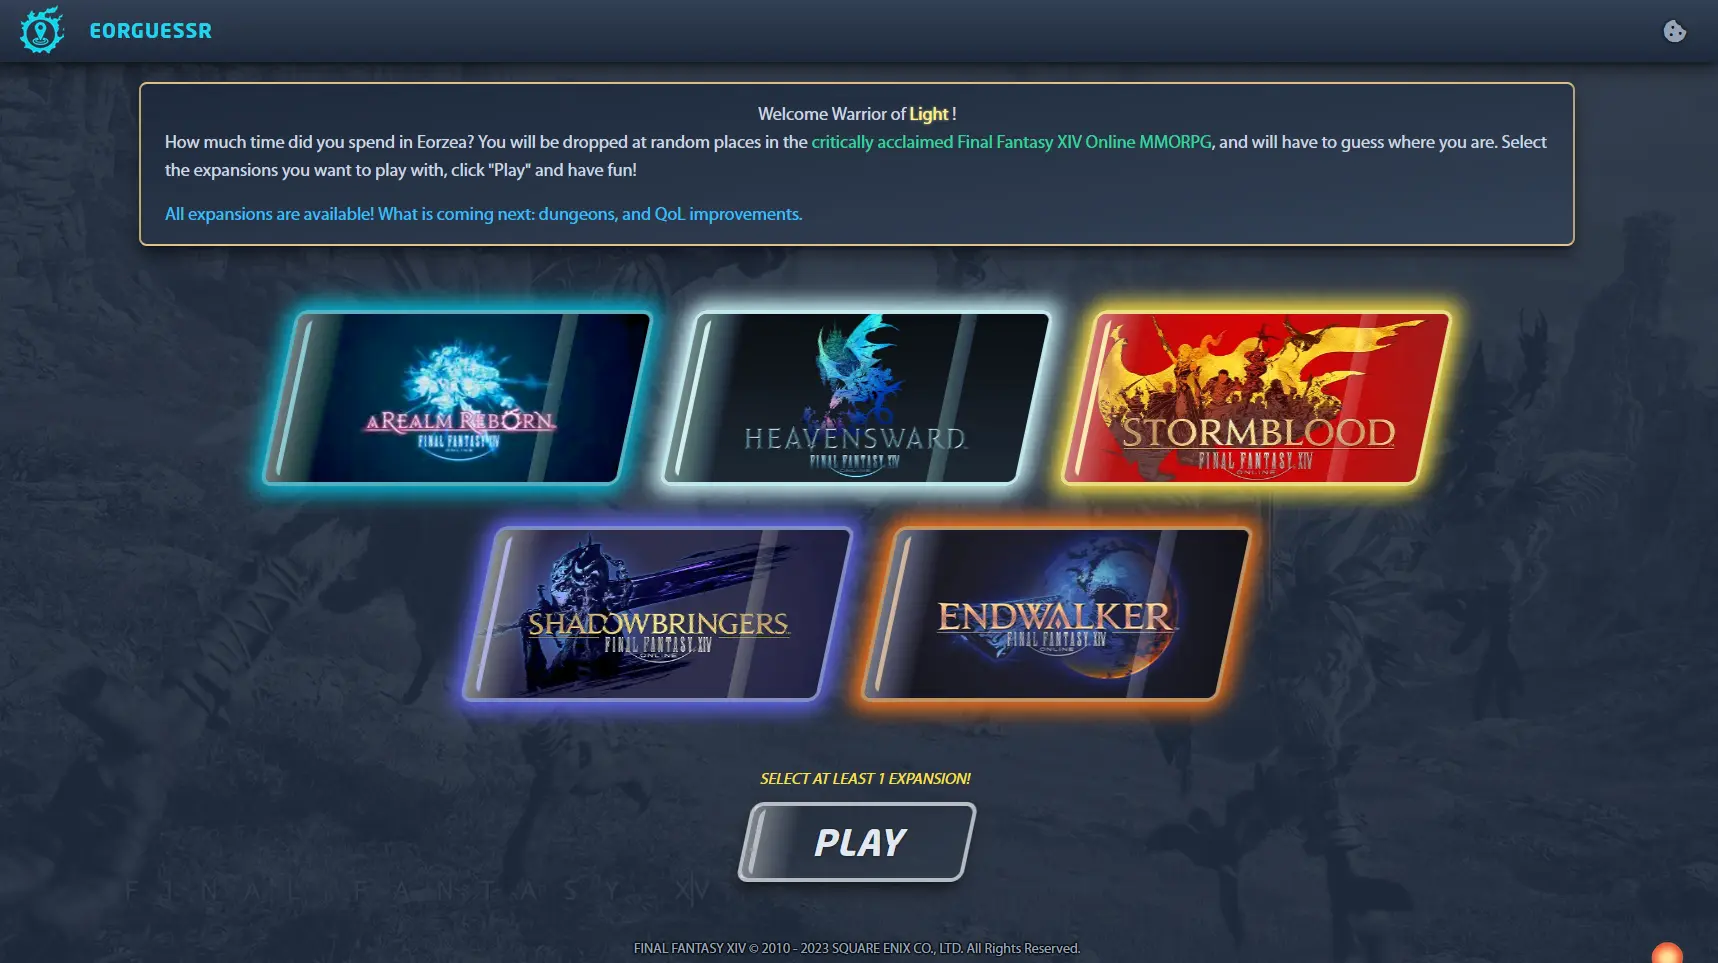 EORGUESSR
Welcome Warrior of Light !
How much time did you spend in Eorzea? You will be dropped at random places in the critically acclaimed Final Fantasy XIV Online MMORPG, and will have to guess where you are. Select
the expansions you want to play with, click "Play" and have fun!
All expansions are available! What is coming next: dungeons, and QoL improvements.
A REALM REBORN
FINAL FANTASY XIV
ONLINE
HEAVENSWARD
FINAL FANTASY XIV
ONLINE
STORMBLOOD
FINAL FANTASY XIV
ONLINE
SHADOWBRINGERS
FINAL FANTASY XIV
ONLINE
ENDWALKER
FINAL FANTASY XIV
ONLINE
SELECT AT LEAST 1 EXPANSION!
PLAY
FINAL FANTASY XIV
FINAL FANTASY XIV © 2010 - 2023 SQUARE ENIX CO., LTD. All Rights Reserved.